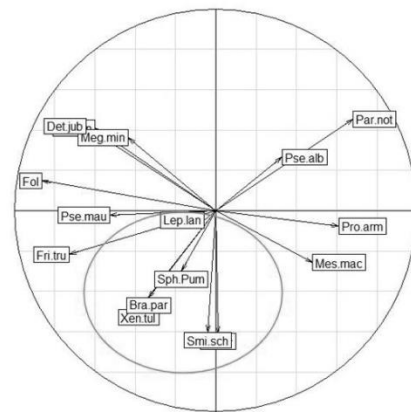 Par.not
Det.jub
Meg.min
Pse.alb
Fol
Pse.mau
Lep.lan
Pro.arm
Fri.tru
Mes.mac
Sph.Pum
Bra.par
Xen.tul
Smi.sch